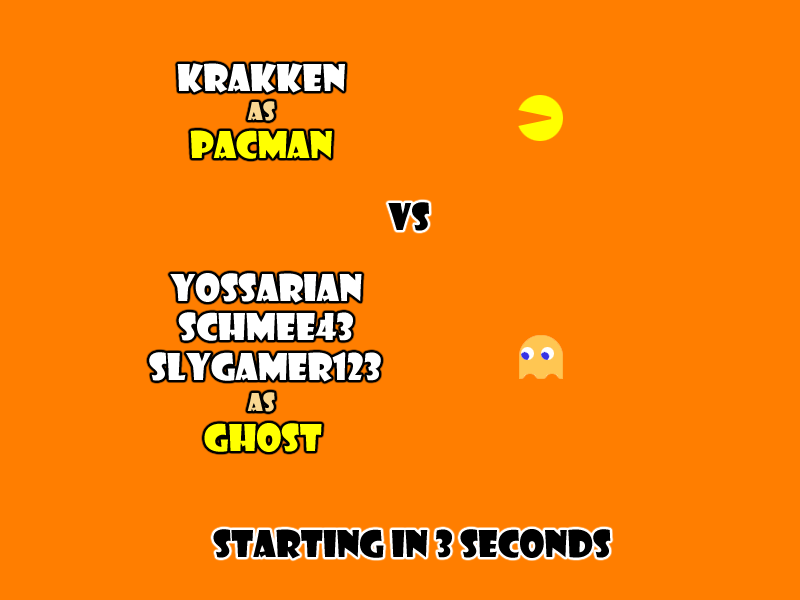 KRAKKEN
AS
PACMAN
VS
YOSSARIAN
SCHMEE43
SLYGAMER123
AS
GHOST
STARTING IN 3 SECONDS